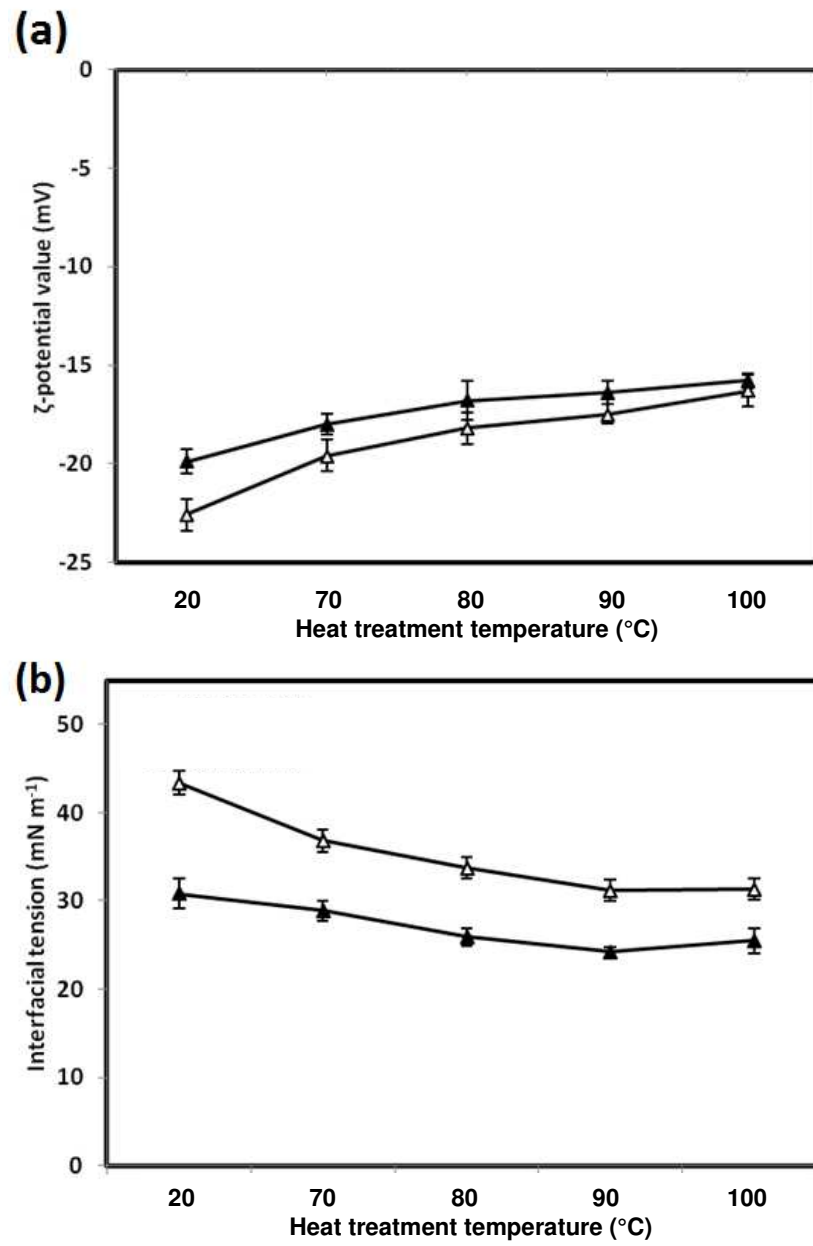 (a)
0
-5
-10
-15
-20
-25
ζ-potential value (mV)
20 70 80 90 100
Heat treatment temperature (°C)
(b)
50
40
30
20
10
0
Interfacial tension (mN m⁻¹)
20 70 80 90 100
Heat treatment temperature (°C)